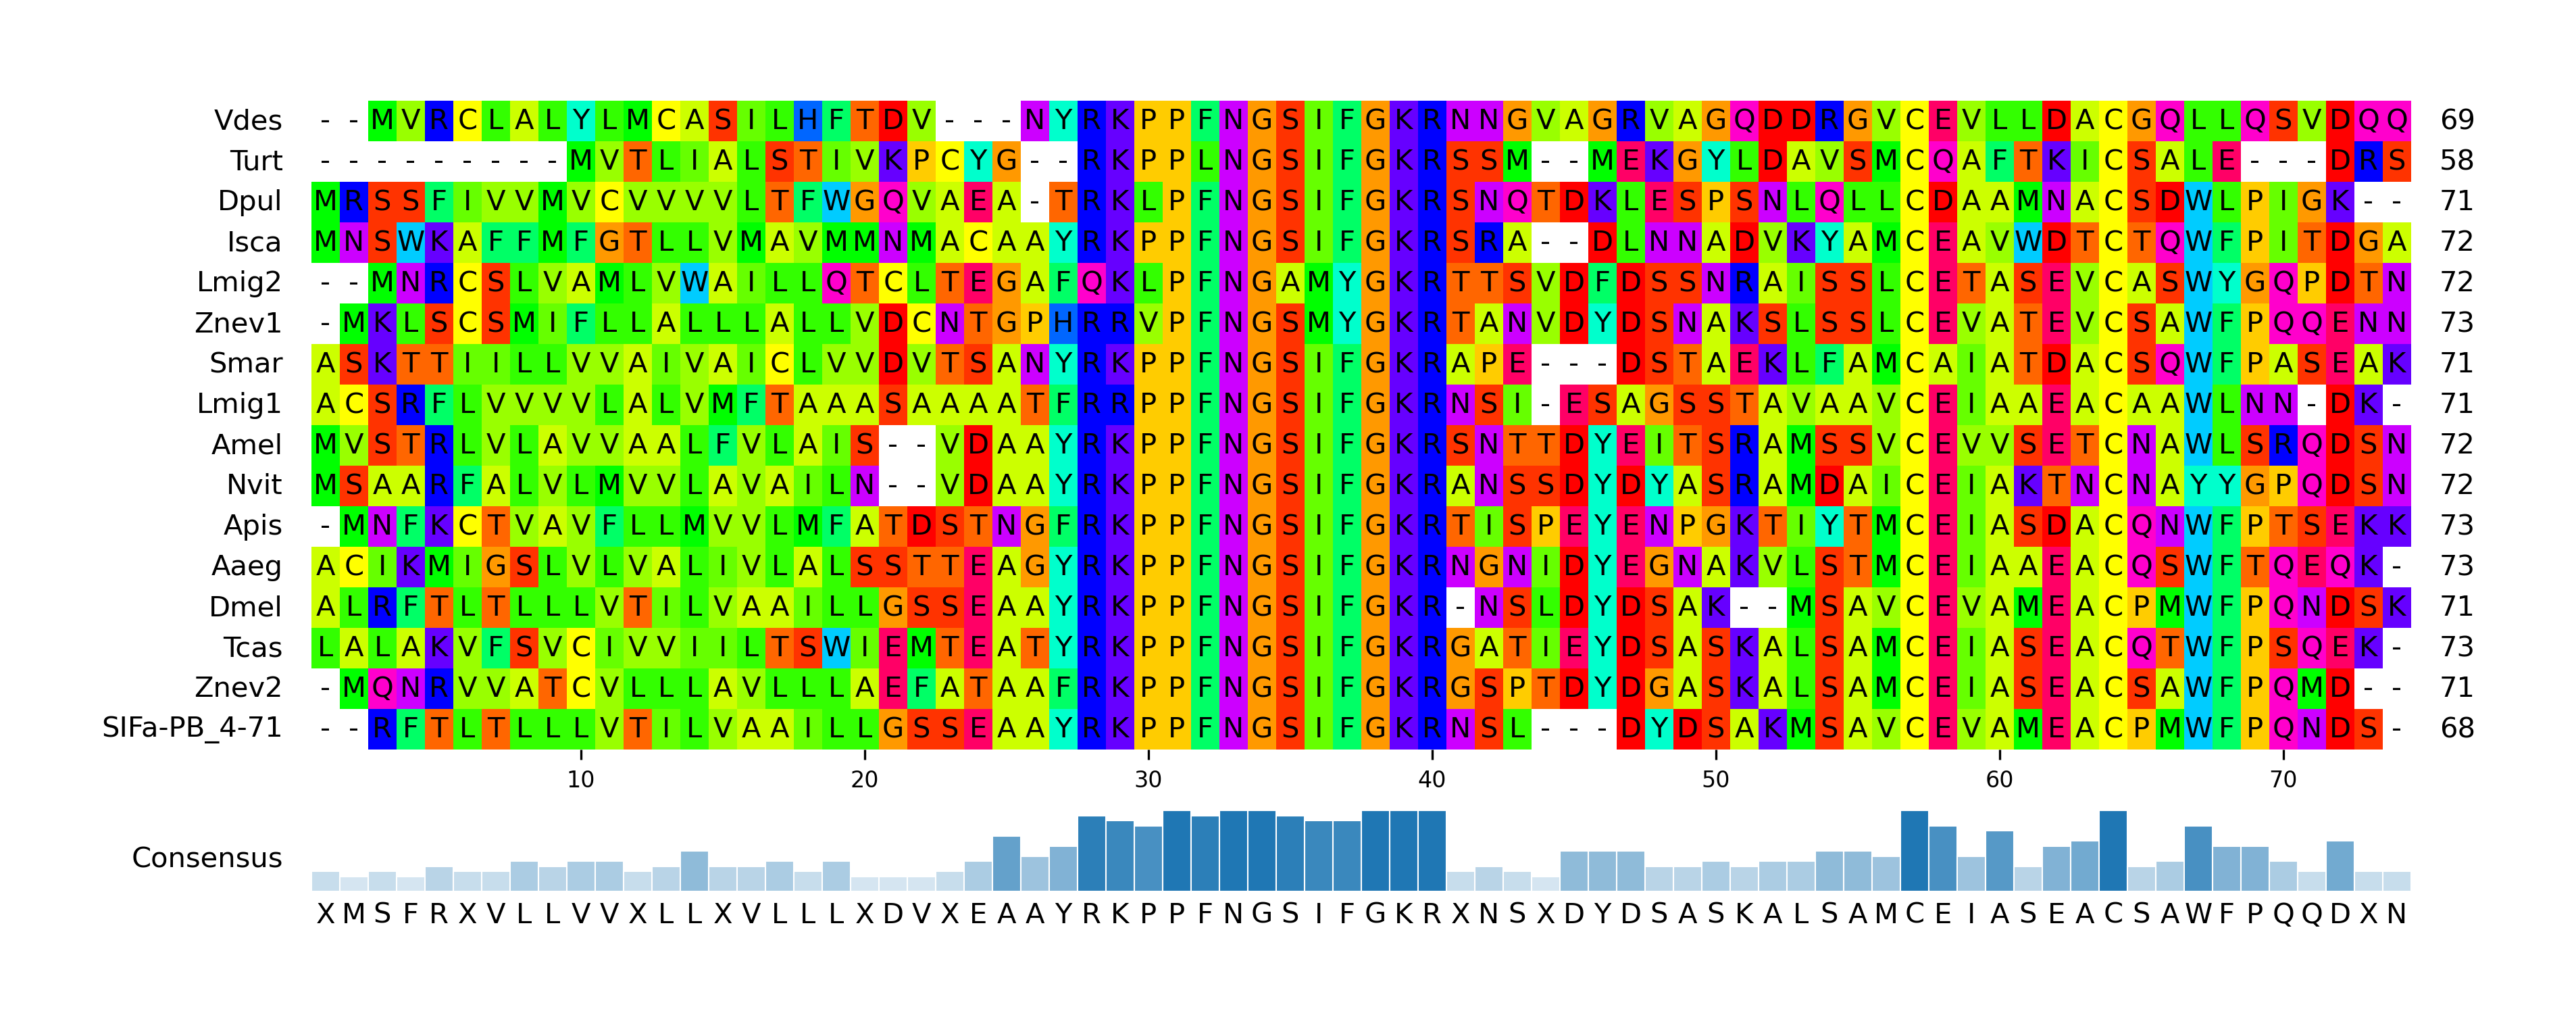 Vdes - - M V R C L A L Y L M C A S I L H F T D V - - - N Y R K P P F N G S I F G K R N N G V A G R V A G Q D D R G V C E V L L D A C G Q L L Q S V D Q Q 69
Turt - - - - - - - - - M V T L I A L S T I V K P C Y G - - R K P P L N G S I F G K R S S M - - M E K G Y L D A V S M C Q A F T K I C S A L E - - - D R S 58
Dpul M R S S F I V V M V C V V V V L T F W G Q V A E A - T R K L P F N G S I F G K R S N Q T D K L E S P S N L Q L L C D A A M N A C S D W L P I G K - - 71
Isca M N S W K A F F M F G T L L V M A V M M N M A C A A Y R K P P F N G S I F G K R S R A - - D L N N A D V K Y A M C E A V W D T C T Q W F P I T D G A 72
Lmig2 - - M N R C S L V A M L V W A I L L Q T C L T E G A F Q K L P F N G A M Y G K R T T S V D F D S S N R A I S S L C E T A S E V C A S W Y G Q P D T N 72
Znev1 - M K L S C S M I F L L A L L L A L L V D C N T G P H R R V P F N G S M Y G K R T A N V D Y D S N A K S L S S L C E V A T E V C S A W F P Q Q E N N 73
Smar A S K T T I I L L V V A I V A I C L V V D V T S A N Y R K P P F N G S I F G K R A P E - - - D S T A E K L F A M C A I A T D A C S Q W F P A S E A K 71
Lmig1 A C S R F L V V V V L A L V M F T A A A S A A A A T F R R P P F N G S I F G K R N S I - E S A G S S T A V A A V C E I A A E A C A A W L N N - D K - 71
Amel M V S T R L V L A V V A A L F V L A I S - - V D A A Y R K P P F N G S I F G K R S N T T D Y E I T S R A M S S V C E V V S E T C N A W L S R Q D S N 72
Nvit M S A A R F A L V L M V V L A V A I L N - - V D A A Y R K P P F N G S I F G K R A N S S D Y D Y A S R A M D A I C E I A K T N C N A Y Y G P Q D S N 72
Apis - M N F K C T V A V F L L M V V L M F A T D S T N G F R K P P F N G S I F G K R T I S P E Y E N P G K T I Y T M C E I A S D A C Q N W F P T S E K K 73
Aaeg A C I K M I G S L V L V A L I V L A L S S T T E A G Y R K P P F N G S I F G K R N G N I D Y E G N A K V L S T M C E I A A E A C Q S W F T Q E Q K - 73
Dmel A L R F T L T L L L V T I L V A A I L L G S S E A A Y R K P P F N G S I F G K R - N S L D Y D S A K - - M S A V C E V A M E A C P M W F P Q N D S K 71
Tcas L A L A K V F S V C I V V I I L T S W I E M T E A T Y R K P P F N G S I F G K R G A T I E Y D S A S K A L S A M C E I A S E A C Q T W F P S Q E K - 73
Znev2 - M Q N R V V A T C V L L L A V L L L A E F A T A A F R K P P F N G S I F G K R G S P T D Y D G A S K A L S A M C E I A S E A C S A W F P Q M D - - 71
SIFa-PB_4-71 - - R F T L T L L L V T I L V A A I L L G S S E A A Y R K P P F N G S I F G K R N S L - - - D Y D S A K M S A V C E V A M E A C P M W F P Q N D S - 68
10 20 30 40 50 60 70
Consensus
X M S F R X V L L V V X L L X V L L L X D V X E A A Y R K P P F N G S I F G K R X N S X D Y D S A S K A L S A M C E I A S E A C S A W F P Q Q D X N